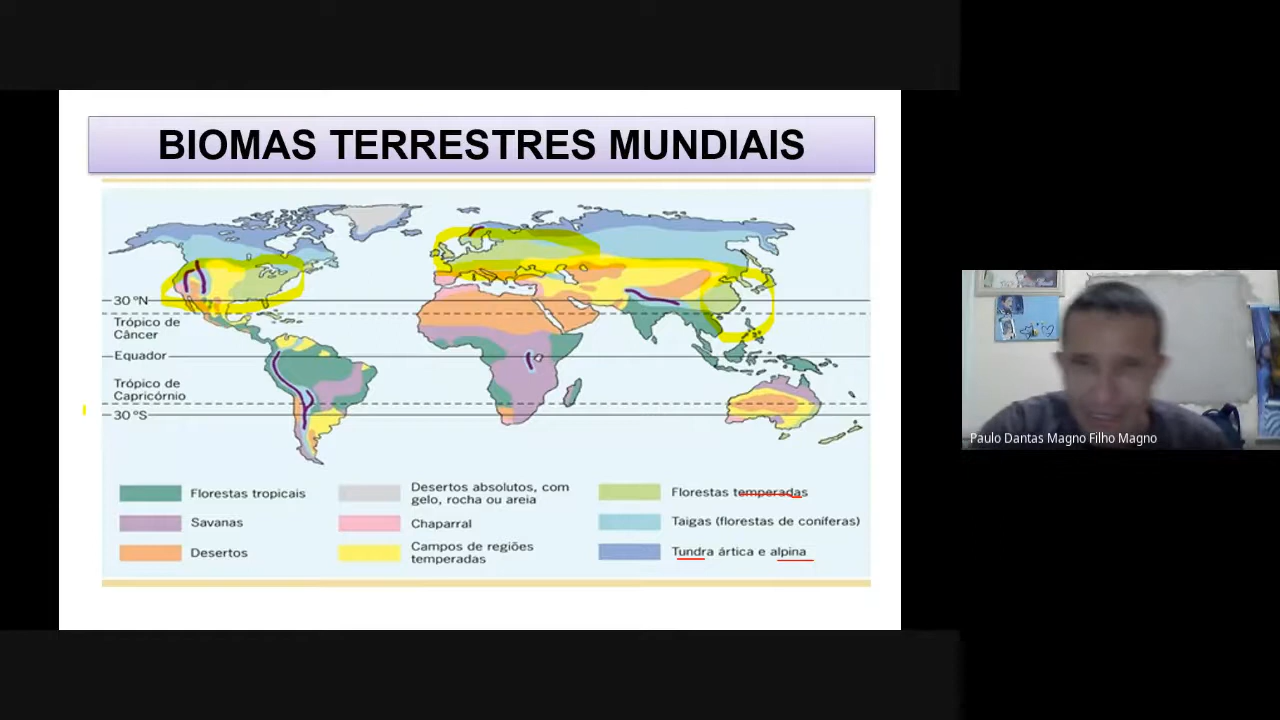 BIOMAS TERRESTRES MUNDIAIS
30 ºN
Trópico de
Câncer
Equador
Trópico de
Capricórnio
30 ºS
Florestas tropicais
Savanas
Desertos
Desertos absolutos, com
gelo, rocha ou areia
Chaparral
Campos de regiões
temperadas
Florestas temperadas
Taigas (florestas de coníferas)
Tundra ártica e alpina
Paulo Dantas Magno Filho Magno